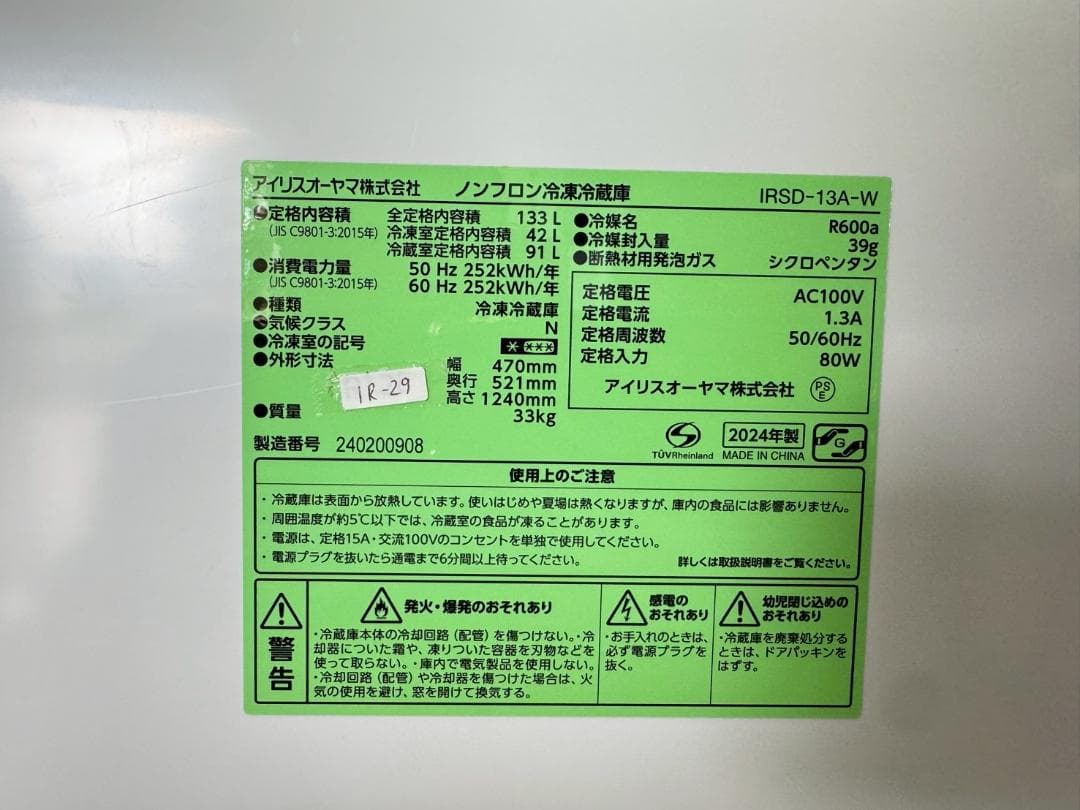 アイリスオーヤマ株式会社 ノンフロン冷凍冷蔵庫 IRSD-13A-W
●定格内容積 全定格内容積 133 L
(JIS C9801-3:2015年) 冷凍室定格内容積 42 L
冷蔵室定格内容積 91 L
●消費電力量 50 Hz 252kWh/年
(JIS C9801-3:2015年) 60 Hz 252kWh/年
●種類 冷凍冷蔵庫
●気候クラス N
●冷凍室の記号
●外形寸法 幅 470mm
奥行 521mm
高さ 1240mm
●質量 33kg
IR-29
製造番号 240200908
●冷媒名 R600a
●冷媒封入量 39g
●断熱材用発泡ガス シクロペンタン
定格電圧 AC100V
定格電流 1.3A
定格周波数 50/60Hz
定格入力 80W
アイリスオーヤマ株式会社 PS E
TÜVRheinland
2024年製
MADE IN CHINA
G
使用上のご注意
・冷蔵庫は表面から放熱しています。使いはじめや夏場は熱くなりますが、庫内の食品には影響ありません。
・周囲温度が約5℃以下では、冷蔵室の食品が凍ることがあります。
・電源は、定格15A・交流100Vのコンセントを単独で使用してください。
・電源プラグを抜いたら通電まで6分間以上待ってください。 詳しくは取扱説明書をご覧ください。
警告
発火・爆発のおそれあり
・冷蔵庫本体の冷却回路（配管）を傷つけない。・冷
却器についた霜や、凍りついた容器を刃物などを
使って取らない。・庫内で電気製品を使用しない。
・冷却回路（配管）や冷却器を傷つけた場合は、火
気の使用を避け、窓を開けて換気する。
感電の
おそれあり
・お手入れのときは、
必ず電源プラグを
抜く。
幼児閉じ込めの
おそれあり
・冷蔵庫を廃棄処分する
ときは、ドアパッキンを
はずす。